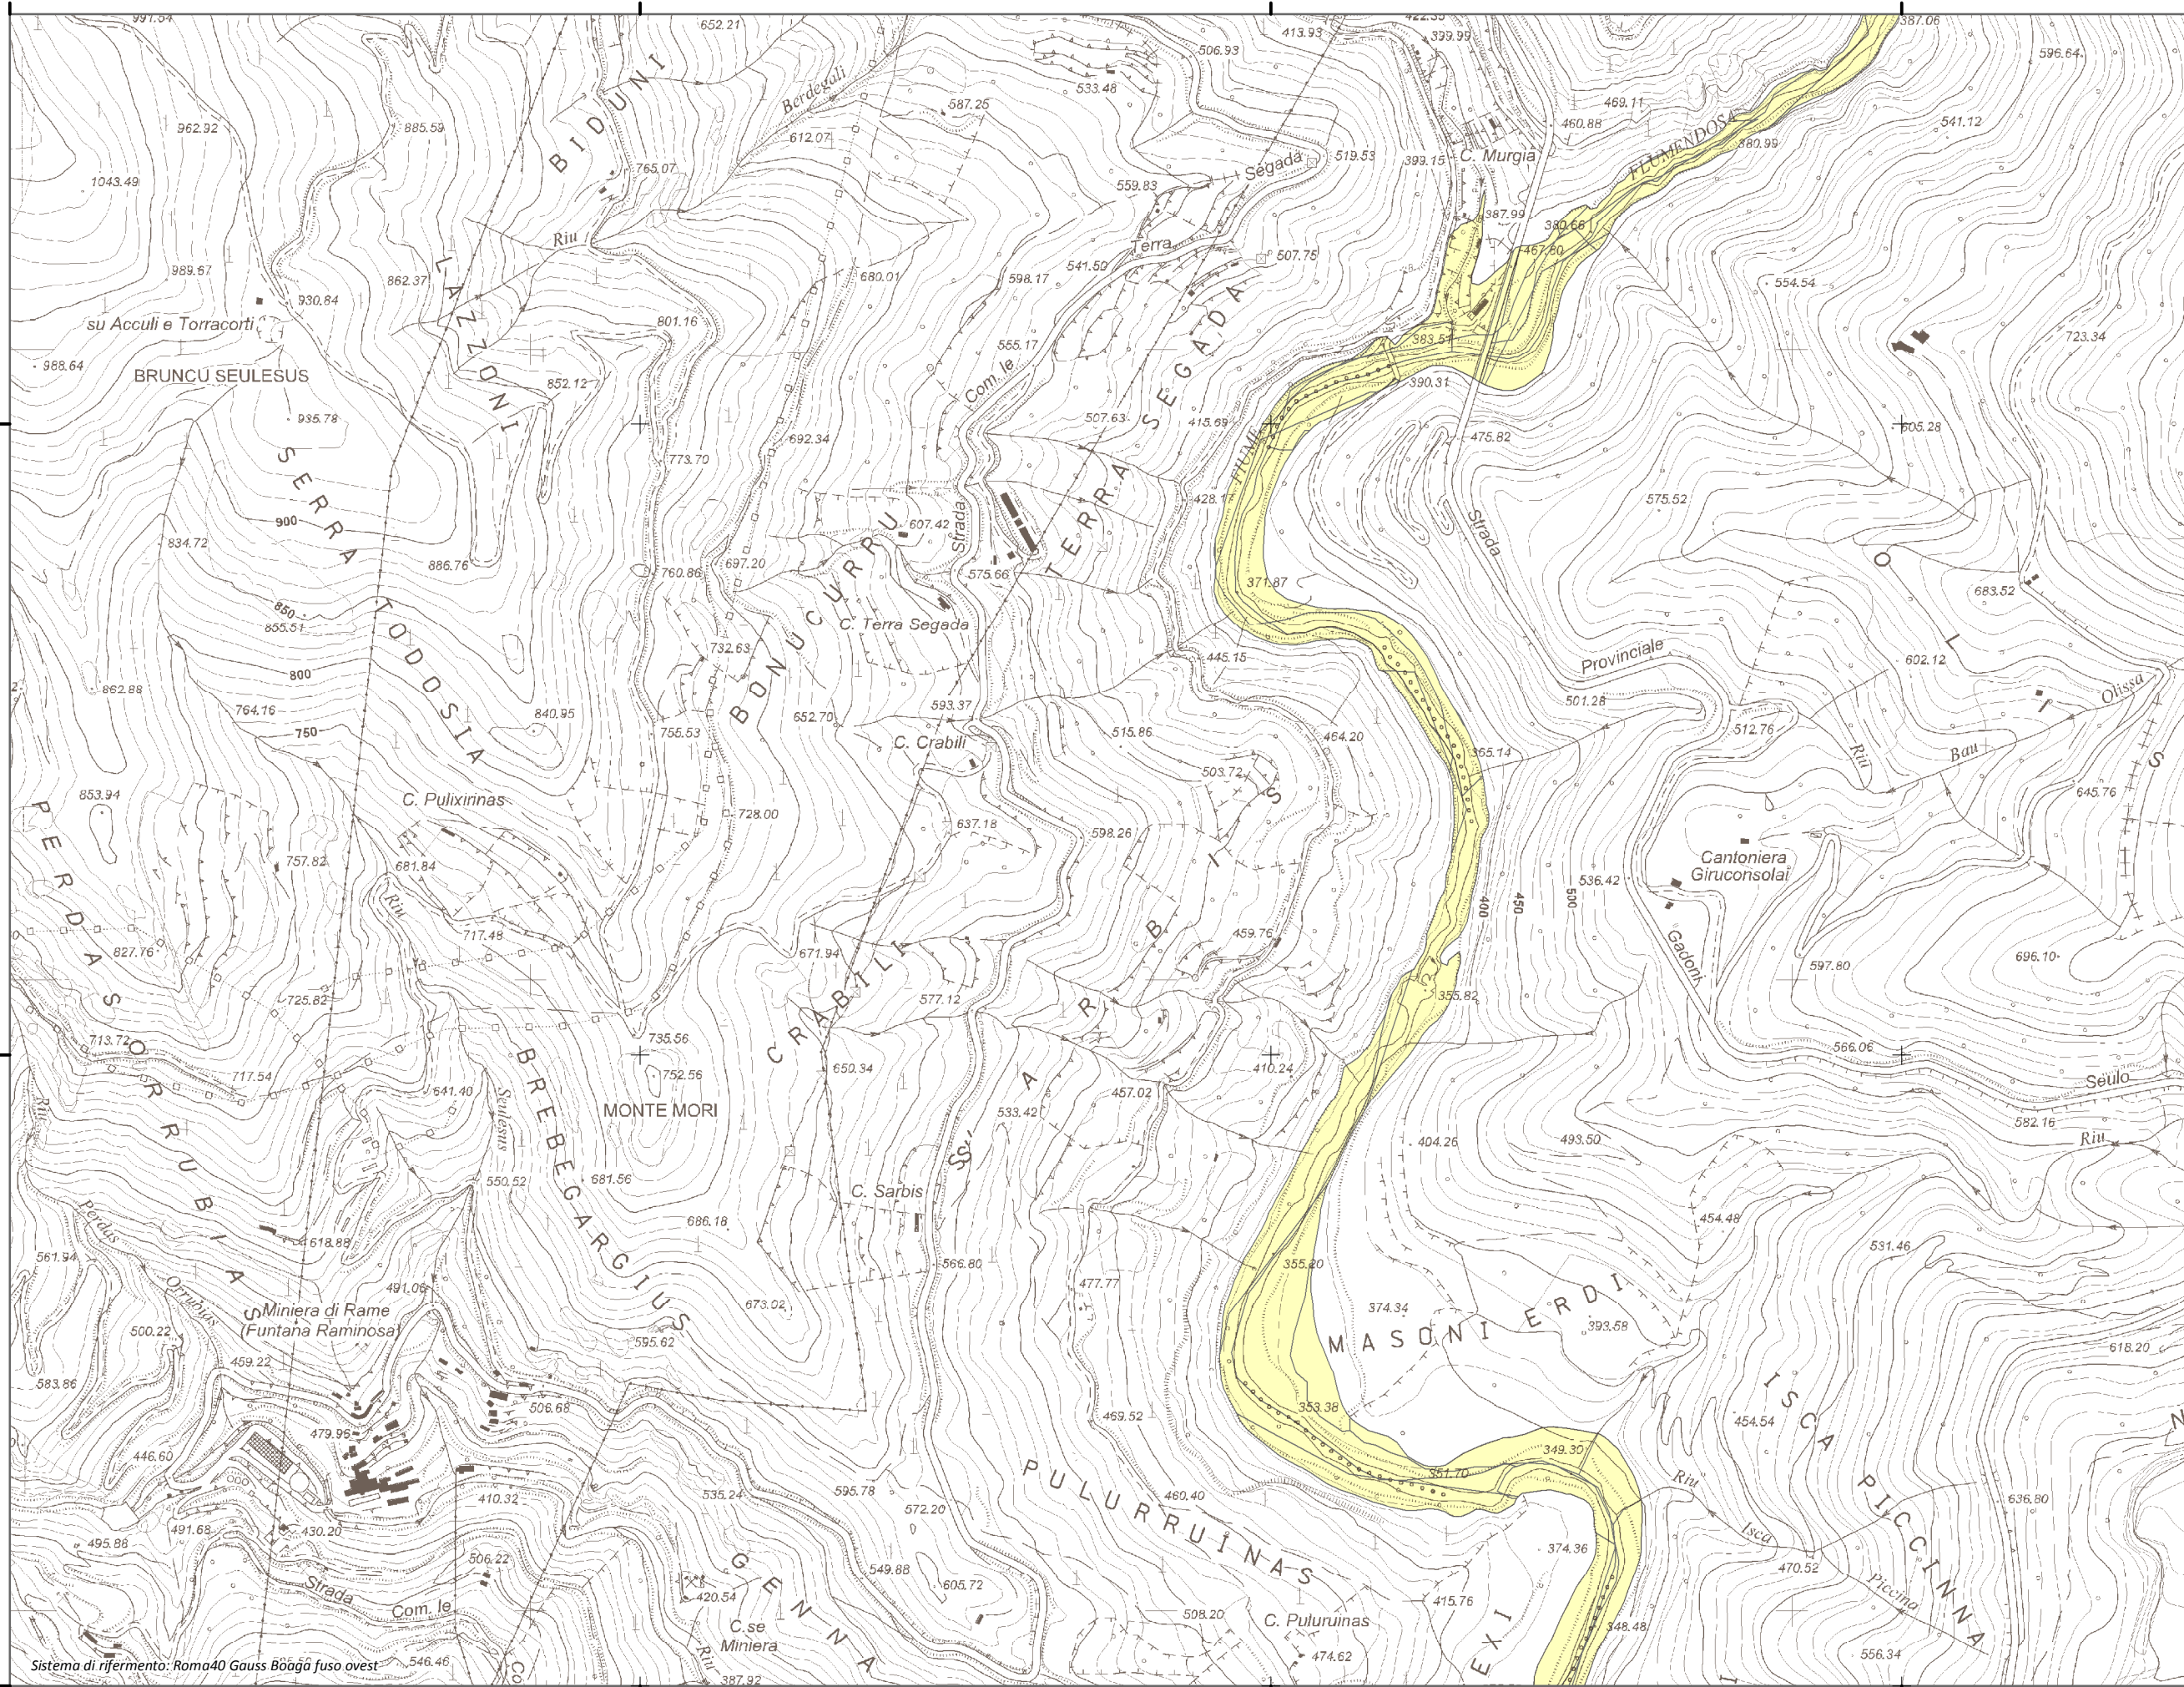 997.54
652.21
413.93
422.35
399.99
387.06
506.93
596.64
533.48
587.25
Berdegali
469.11
460.88
541.12
962.92
885.59
612.07
BIDUNI
519.53
399.15
C. Murgia
FLUMENDOSA
380.99
1043.49
765.07
559.83
Segada
387.99
380.66
467.80
Riu
Terra
507.75
541.50
989.67
862.37
680.01
598.17
554.54
930.84
su Acculi e Torracorti
801.16
555.17
383.51
723.34
988.64
BRUNCU SEULESUS
LAZZONI
852.12
Com.le
390.31
935.78
692.34
507.63
TERRA SEGADA
415.69
FIUME
475.82
605.28
773.70
428.17
575.52
900
SERRA TODOSIA
834.72
607.42
Strada
Strada
886.76
760.86
697.20
575.66
371.87
683.52
850
855.51
C. Terra Segada
732.63
BONUCURRU
445.15
Provinciale
602.12
800
862.88
764.16
840.95
652.70
593.37
501.28
Olissa
750
755.53
C. Crabili
515.86
464.20
365.14
512.76
Riu
Bau
503.72
853.94
C. Pulixirinas
728.00
637.18
598.26
645.76
757.82
681.84
Cantoniera
Giruconsolai
536.42
400
450
500
Riu
717.48
671.94
459.76
Gadoni
827.76
PERDAS ORRUBIAS
725.82
577.12
355.82
597.80
696.10
CRABILI
713.72
735.56
566.06
717.54
752.56
650.34
410.24
Seulo
641.40
MONTE MORI
457.02
533.42
Riu
Seulesus
404.26
493.50
582.16
Riu
550.52
681.56
C. Sarbis
BREBEGARGIUS
686.18
454.48
Perdas
618.88
531.46
561.94
566.80
355.20
477.77
491.06
Orrubias
673.02
374.34
393.58
MASONI ERDI
Miniera di Rame
(Funtana Raminosa)
500.22
595.62
618.20
459.22
583.86
506.68
353.38
469.52
454.54
ISCA PICCINNA
479.96
446.60
349.30
351.70
PULURRUINAS
Riu
410.32
535.24
595.78
460.40
636.80
572.20
491.68
430.20
495.88
Isca
506.22
374.36
549.88
470.52
Strada
605.72
Piccina
420.54
Com.le
GENNA
508.20
415.76
C. Puluruinas
348.48
C.se
Miniera
EXI
474.62
556.34
Riu
546.46
387.92
Sistema di rifermento: Roma40 Gauss Boaga fuso ovest